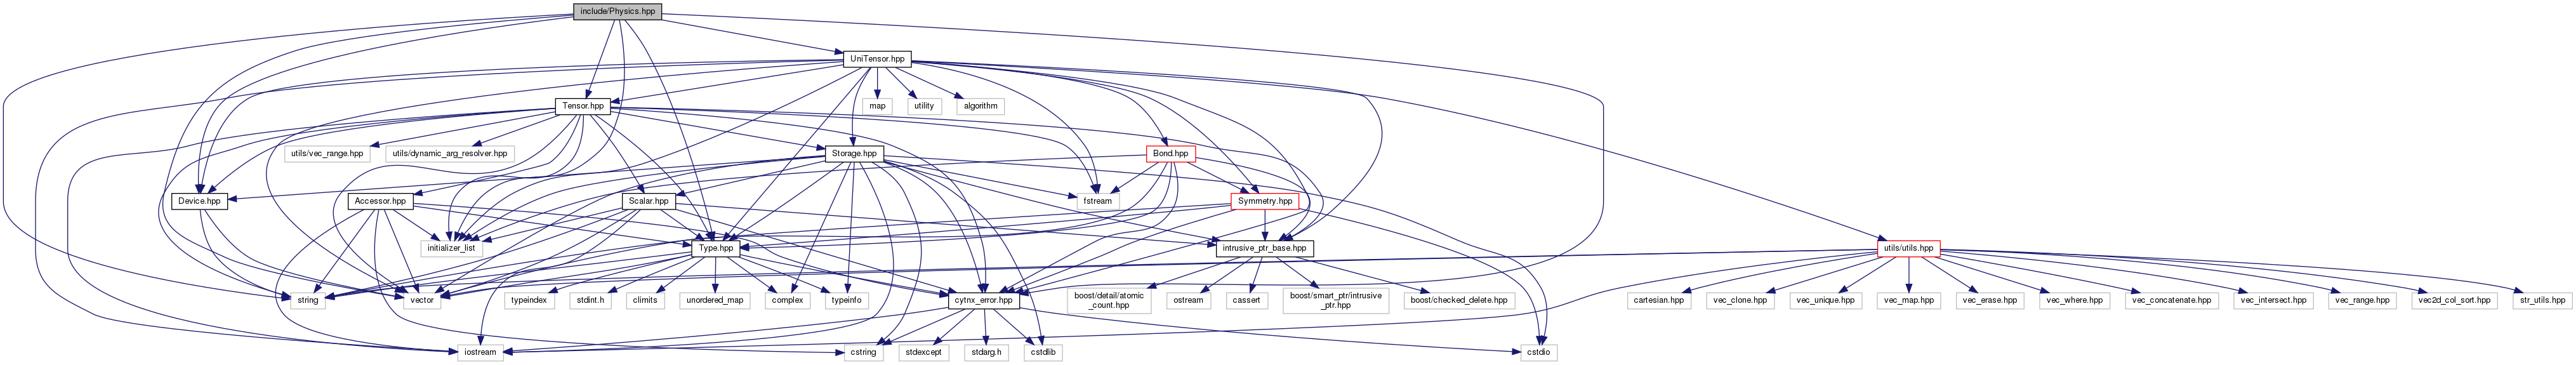 include/Physics.hpp
UniTensor.hpp
Tensor.hpp
map
utility
algorithm
utils/vec_range.hpp
utils/dynamic_arg_resolver.hpp
Storage.hpp
Bond.hpp
Device.hpp
Accessor.hpp
Scalar.hpp
fstream
Symmetry.hpp
initializer_list
Type.hpp
intrusive_ptr_base.hpp
utils/utils.hpp
string
vector
typeindex
stdint.h
climits
unordered_map
complex
typeinfo
cytnx_error.hpp
boost/detail/atomic
_count.hpp
ostream
cassert
boost/smart_ptr/intrusive
_ptr.hpp
boost/checked_delete.hpp
cartesian.hpp
vec_clone.hpp
vec_unique.hpp
vec_map.hpp
vec_erase.hpp
vec_where.hpp
vec_concatenate.hpp
vec_intersect.hpp
vec_range.hpp
vec2d_col_sort.hpp
str_utils.hpp
iostream
cstring
stdexcept
stdarg.h
cstdlib
cstdio